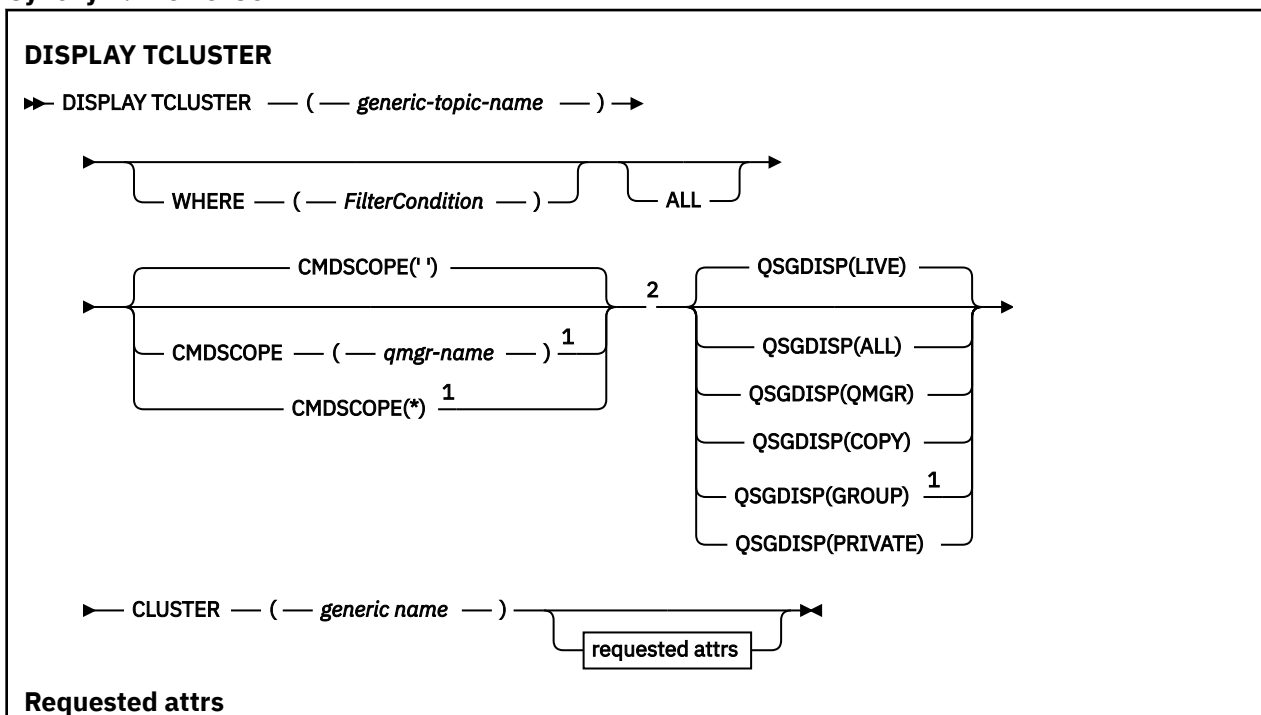 DISPLAY TCLUSTER
DISPLAY TCLUSTER ( generic-topic-name )
WHERE ( FilterCondition ) ALL
CMDSCOPE(' ')
CMDSCOPE ( qmgr-name ) 1
CMDSCOPE(*) 1
2
QSGDISP(LIVE)
QSGDISP(ALL)
QSGDISP(QMGR)
QSGDISP(COPY)
QSGDISP(GROUP) 1
QSGDISP(PRIVATE)
CLUSTER ( generic name )
requested attrs
Requested attrs